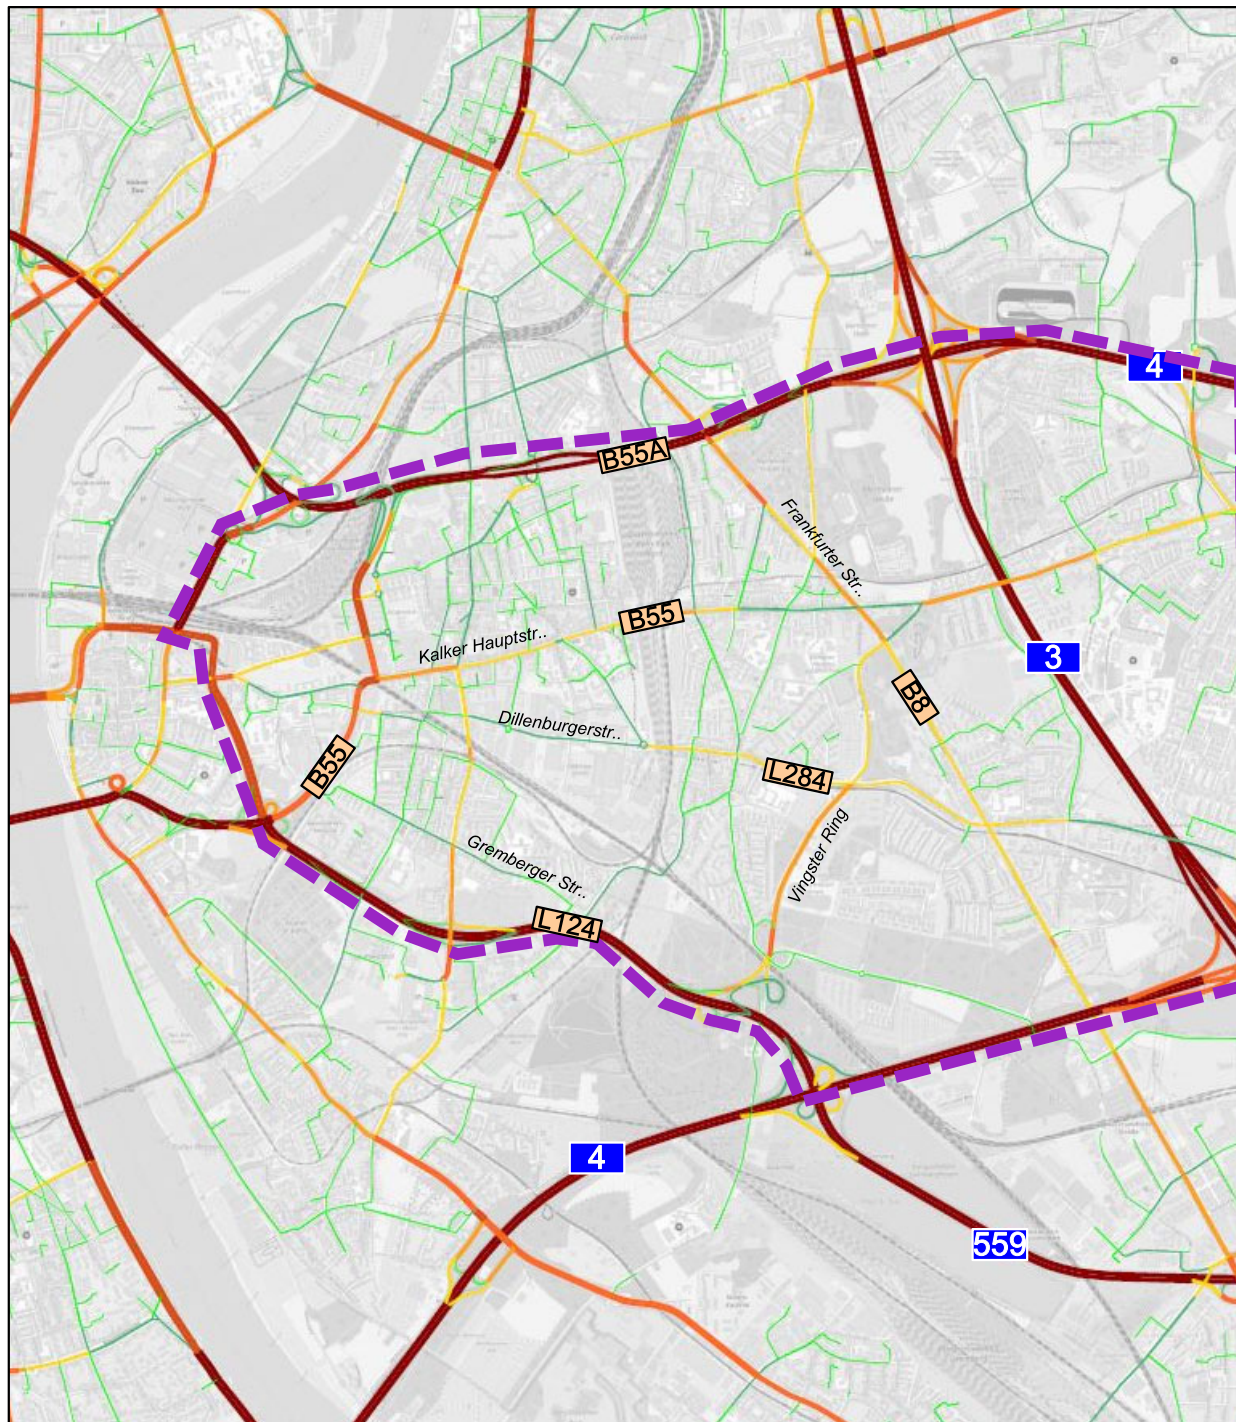 4
B55A
Frankfurter Str..
B55
Kalker Hauptstr..
3
B8
Dillenburgerstr..
B55
L284
Vingster Ring
Gremberger Str..
L124
4
559